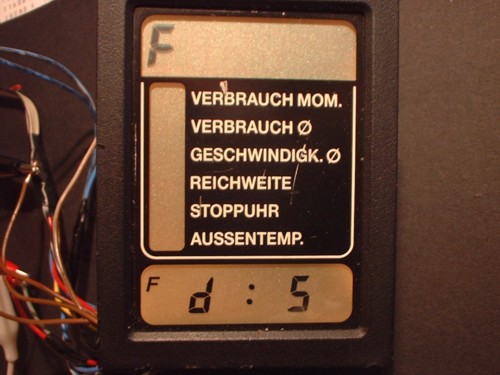 F
VERBRAUCH MOM.
VERBRAUCH Ø
GESCHWINDIGK. Ø
REICHWEITE
STOPPUHR
AUSSENTEMP.
F d : 5